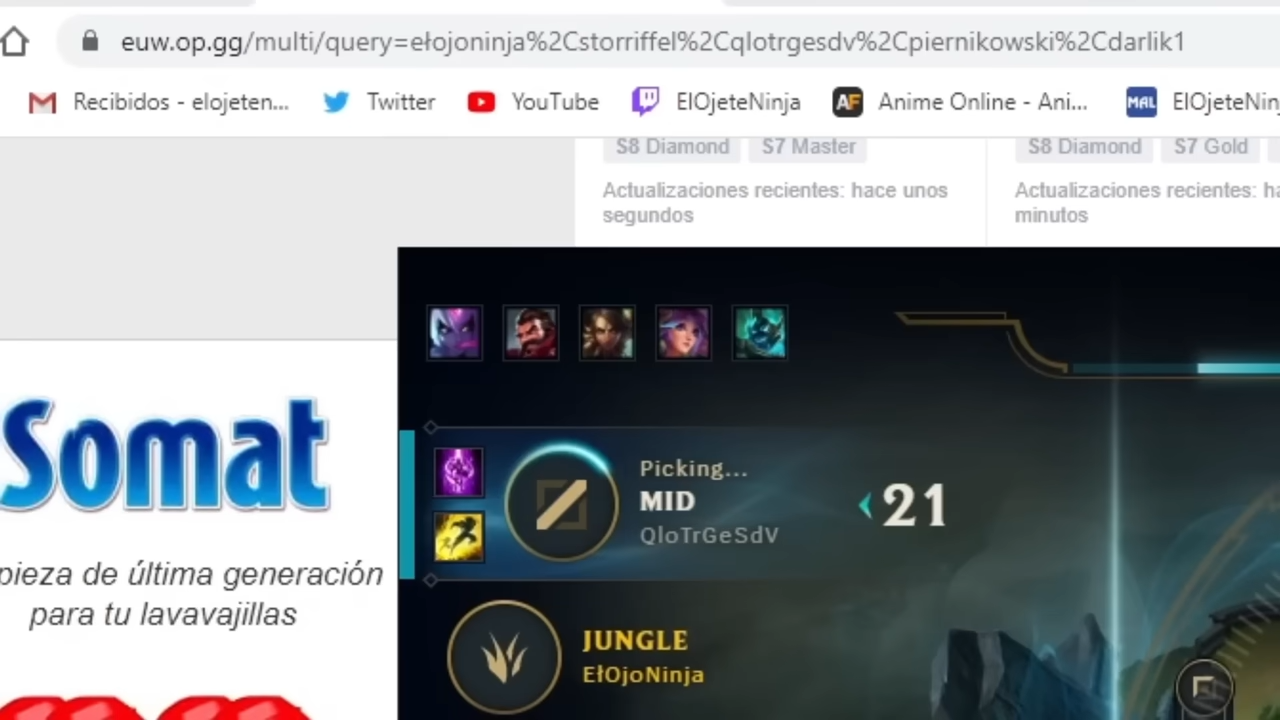 euw.op.gg/multi/query=ełojoninja%2Cstorriffel%2Cqlotrgesdv%2Cpiernikowski%2Cdarlik1
Recibidos - elojeten... Twitter YouTube ElOjeteNinja AF Anime Online - Ani... MAL ElOjeteNin
S8 Diamond S7 Master S8 Diamond S7 Gold
Actualizaciones recientes: hace unos
segundos
Actualizaciones recientes: ha
minutos
Somat
pieza de última generación
para tu lavavajillas
Picking...
MID
QloTrGeSdV
21
JUNGLE
EłOjoNinja